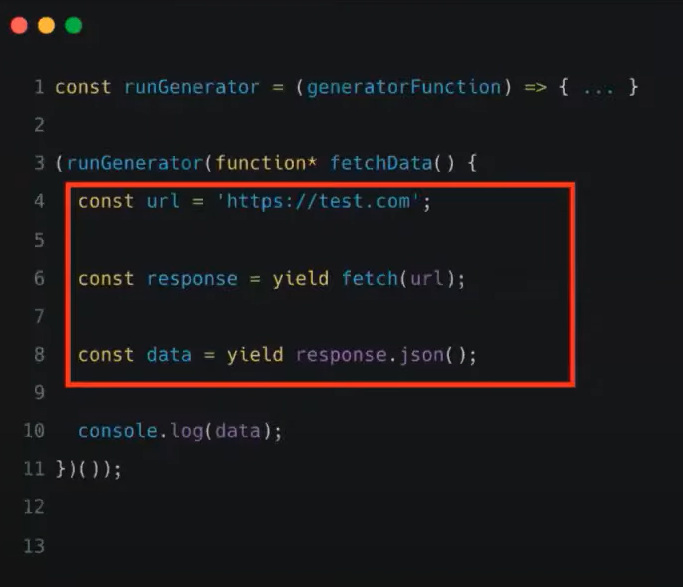 1 const runGenerator = (generatorFunction) => { ... }
2
3 (runGenerator(function* fetchData() {
4 const url = 'https://test.com';
5
6 const response = yield fetch(url);
7
8 const data = yield response.json();
9
10 console.log(data);
11 })());
12
13